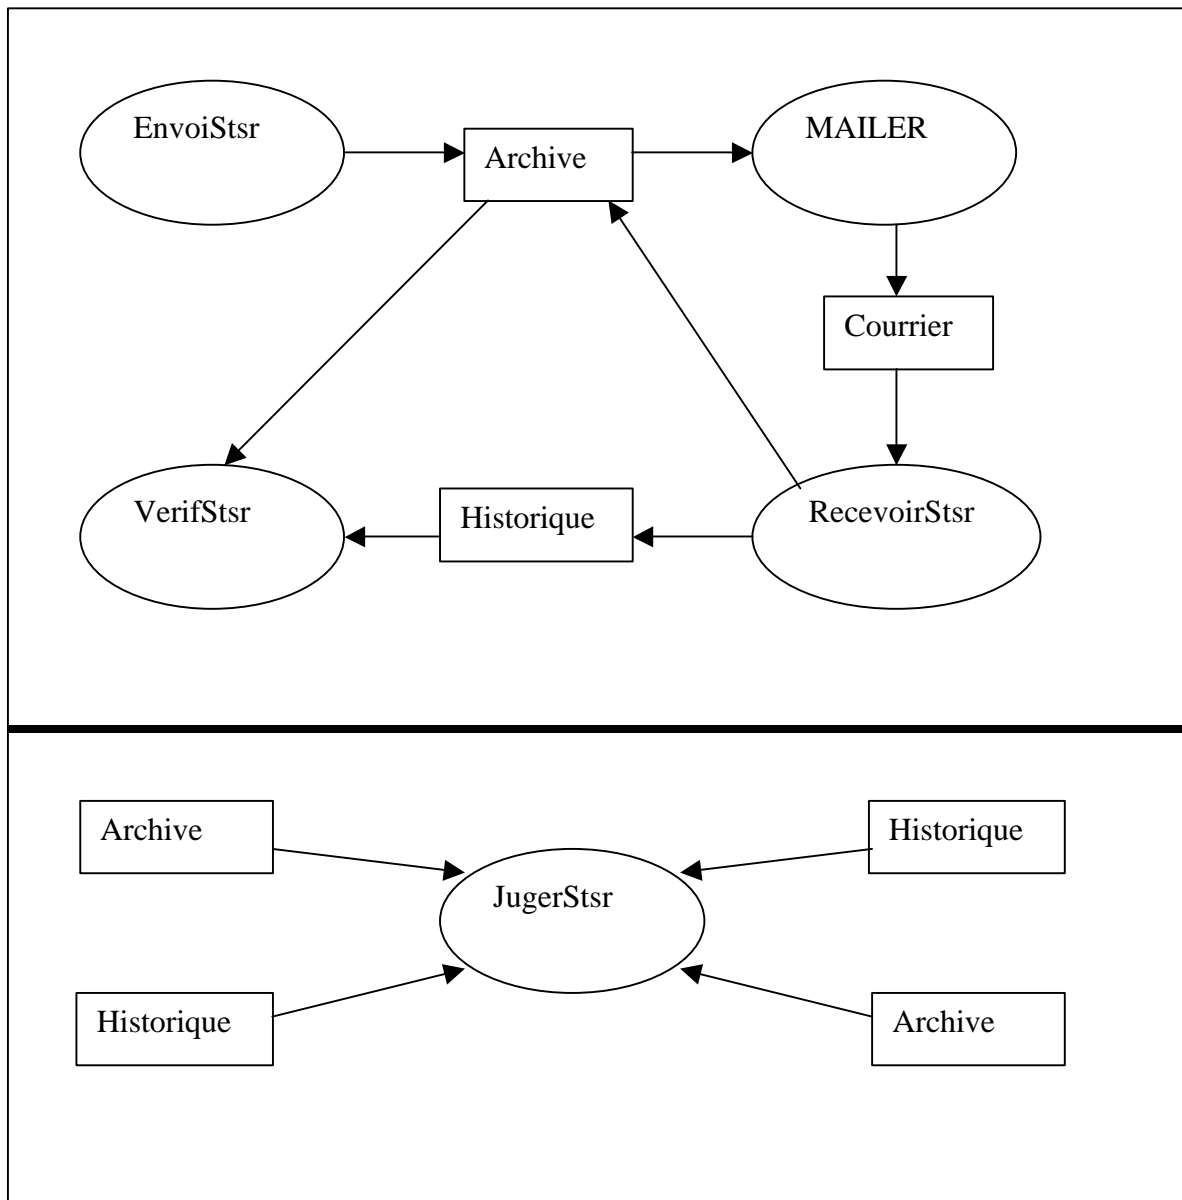 EnvoiStsr
MAILER
Archive
Courrier
VerifStsr
Historique
RecevoirStsr
Archive
Historique
JugerStsr
Historique
Archive